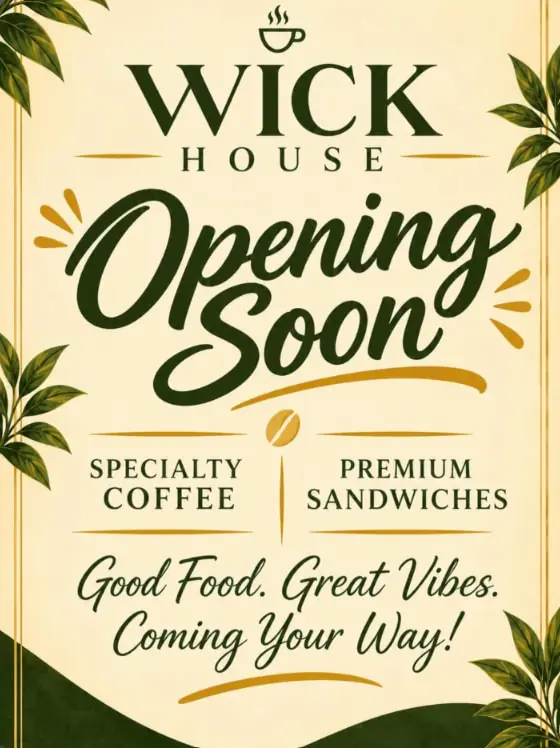 WICK
HOUSE
Opening
Soon
SPECIALTY
COFFEE
PREMIUM
SANDWICHES
Good Food. Great Vibes.
Coming Your Way!